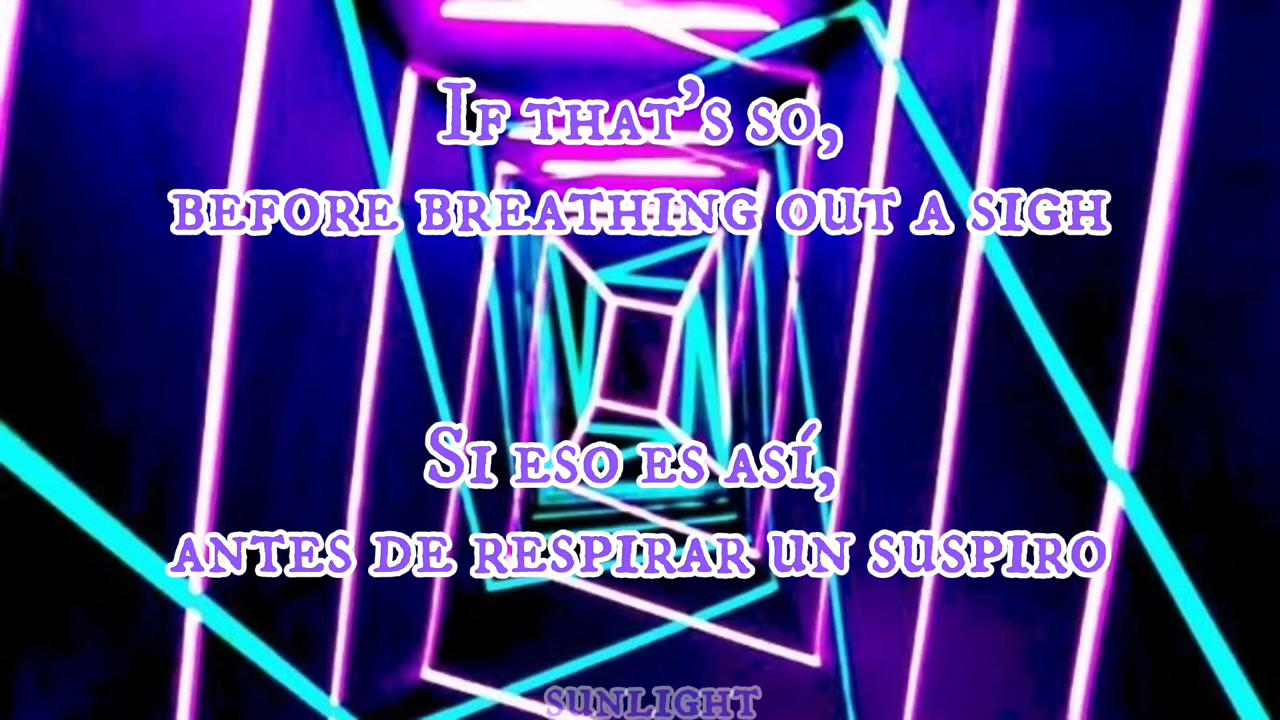 If that's so,
before breathing out a sigh
Si eso es así,
antes de respirar un suspiro
sunlight